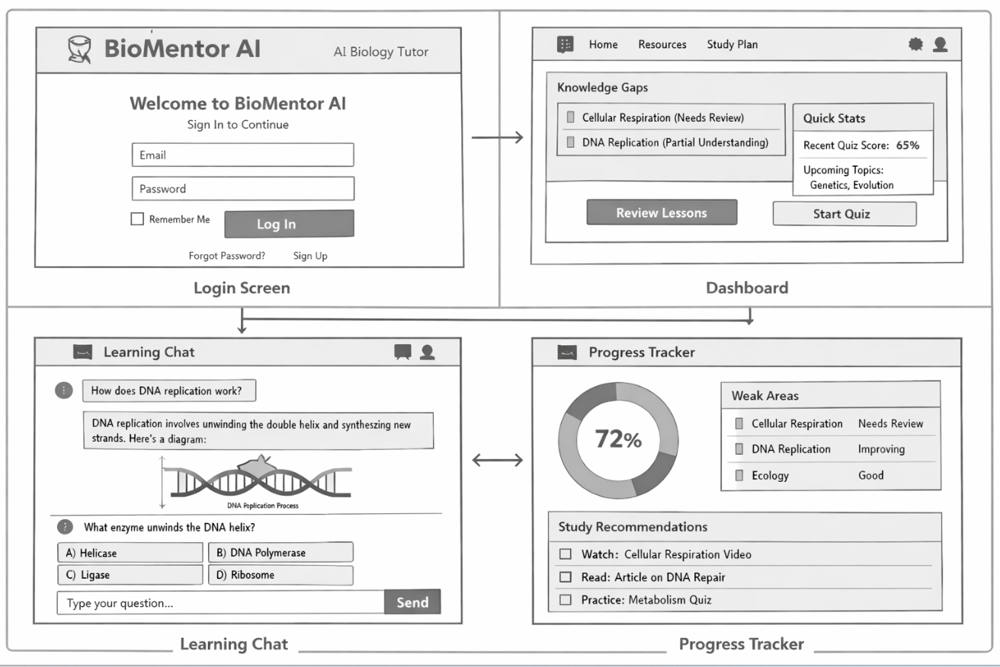 BioMentor AI
AI Biology Tutor
Welcome to BioMentor AI
Sign In to Continue
Email
Password
Remember Me
Log In
Forgot Password? Sign Up
Login Screen
Home Resources Study Plan
Knowledge Gaps
Cellular Respiration (Needs Review)
DNA Replication (Partial Understanding)
Quick Stats
Recent Quiz Score: 65%
Upcoming Topics:
Genetics, Evolution
Review Lessons
Start Quiz
Dashboard
Learning Chat
How does DNA replication work?
DNA replication involves unwinding the double helix and syntheszing new
strands. Here's a diagram:
DNA Psplication Process
? What enzyme unwinds the DNA helix?
A) Helicase
B) DNA Polymerase
C) Ligase
D) Ribosome
Type your question...
Send
Learning Chat
Progress Tracker
72%
Weak Areas
Cellular Respiration Needs Review
DNA Replication Improving
Ecology Good
Study Recommendations
Watch: Cellular Respiration Video
Read: Article on DNA Repair
Practice: Metabolism Quiz
Progress Tracker